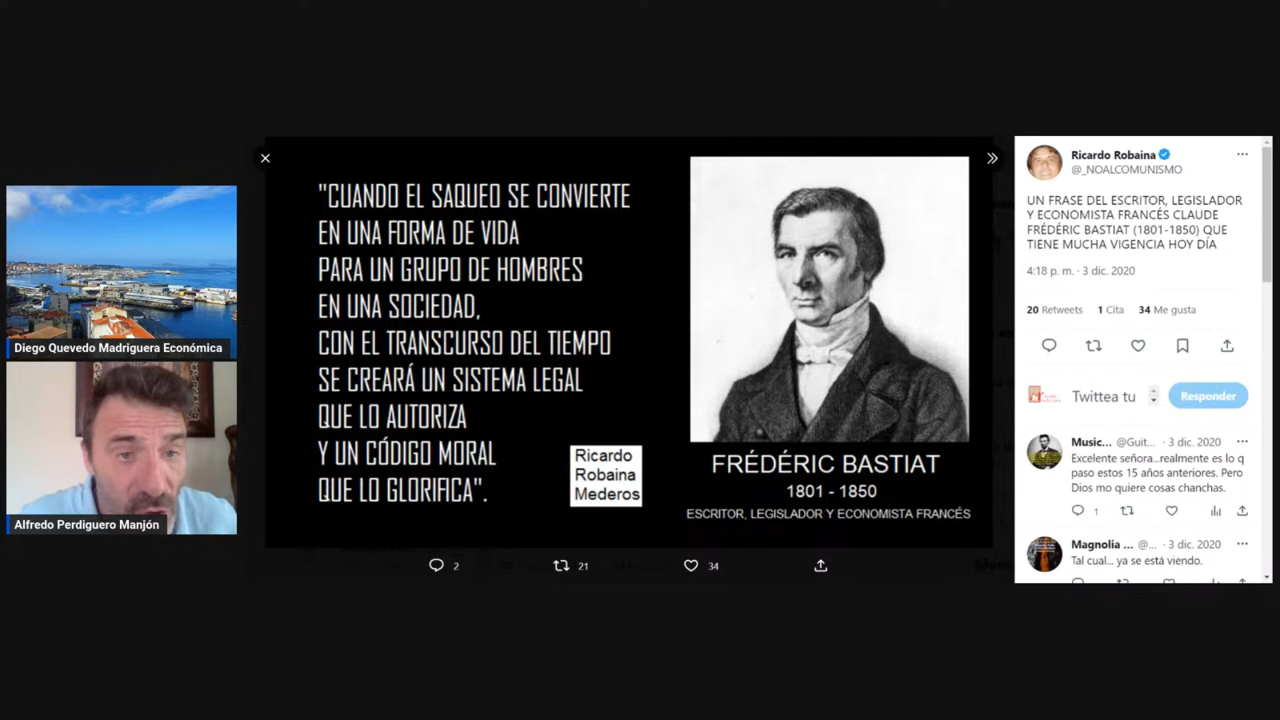 Diego Quevedo Madriguera Económica
Alfredo Perdiguero Manjón
"CUANDO EL SAQUEO SE CONVIERTE
EN UNA FORMA DE VIDA
PARA UN GRUPO DE HOMBRES
EN UNA SOCIEDAD,
CON EL TRANSCURSO DEL TIEMPO
SE CREARÁ UN SISTEMA LEGAL
QUE LO AUTORIZA
Y UN CÓDIGO MORAL
QUE LO GLORIFICA".
Ricardo
Robaina
Mederos
FRÉDÉRIC BASTIAT
1801 - 1850
ESCRITOR, LEGISLADOR Y ECONOMISTA FRANCÉS
2
21
34
Ricardo Robaina
@_NOALCOMUNISMO
UN FRASE DEL ESCRITOR, LEGISLADOR
Y ECONOMISTA FRANCÉS CLAUDE
FRÉDÉRIC BASTIAT (1801-1850) QUE
TIENE MUCHA VIGENCIA HOY DÍA
4:18 p. m. · 3 dic. 2020
20 Retweets 1 Cita 34 Me gusta
Twittea tu
Responder
Music... @Guit... · 3 dic. 2020
Excelente señora...realmente es lo q
paso estos 15 años anteriores. Pero
Dios mo quiere cosas chanchas.
1
Magnolia ... @... · 3 dic. 2020
Tal cual... ya se está viendo.